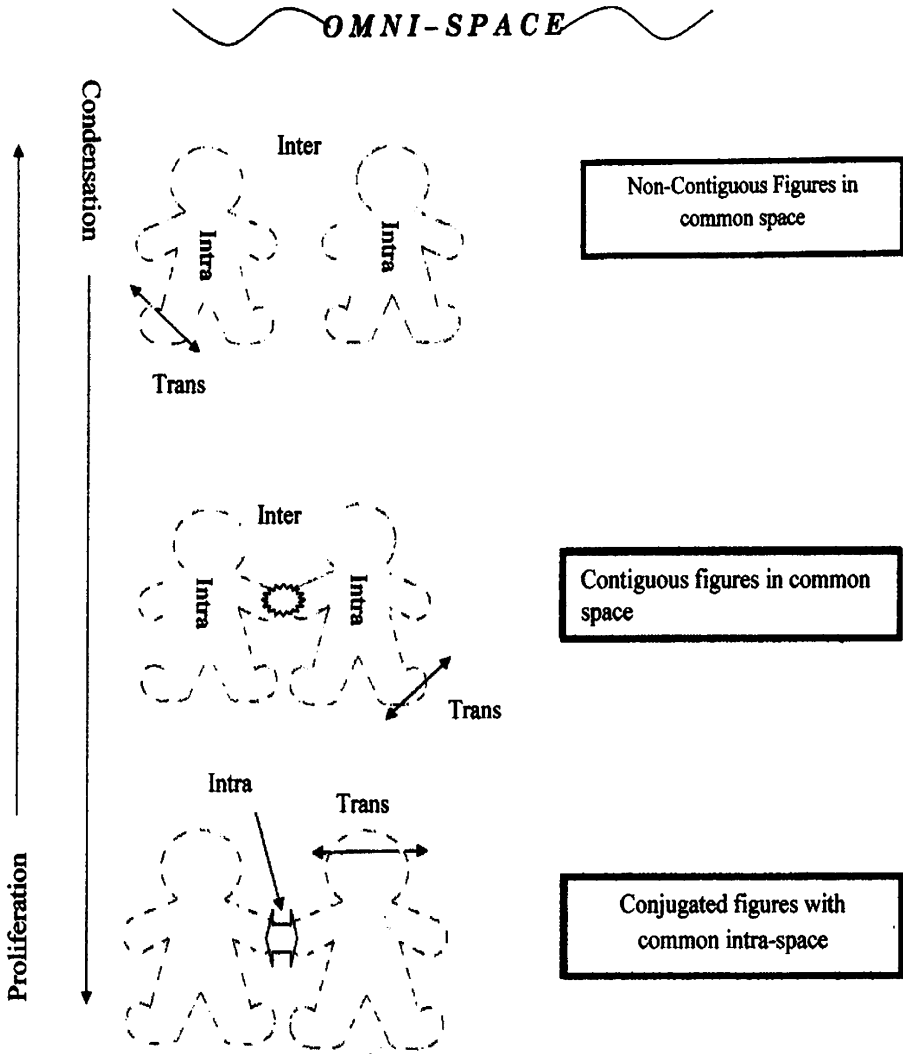 OMNI-SPACE
Condensation
Proliferation
Inter
Intra
Intra
Trans
Non-Contiguous Figures in
common space
Inter
Intra
Intra
Trans
Contiguous figures in common
space
Intra
Trans
Conjugated figures with
common intra-space